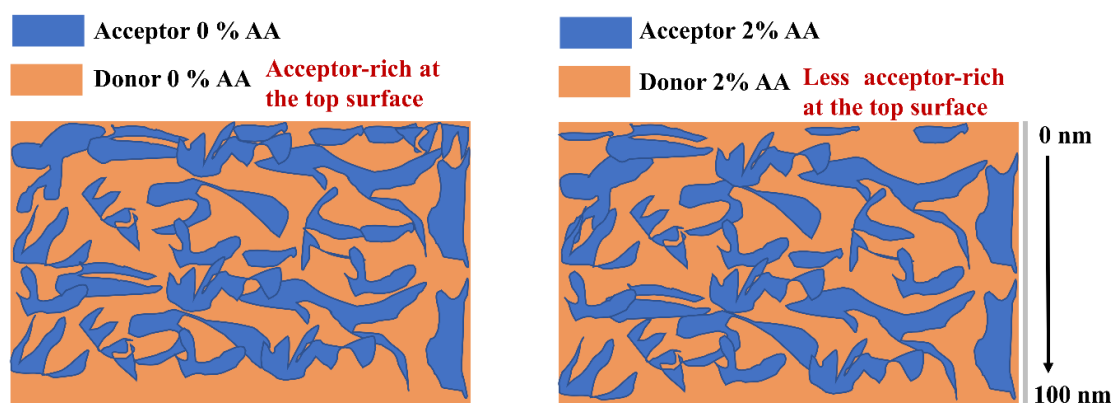 Acceptor 0 % AA
Donor 0 % AA
Acceptor-rich at
the top surface
Acceptor 2% AA
Donor 2% AA
Less acceptor-rich
at the top surface
0 nm
100 nm